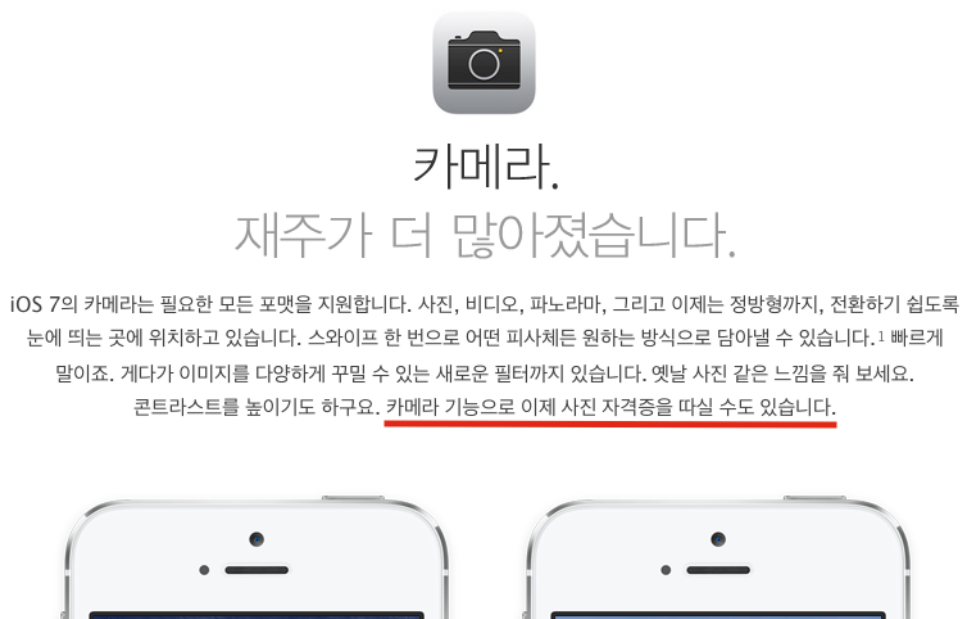 카메라.
재주가 더 많아졌습니다.
iOS 7의 카메라는 필요한 모든 포맷을 지원합니다. 사진, 비디오, 파노라마, 그리고 이제는 정방형까지, 전환하기 쉽도록
눈에 띄는 곳에 위치하고 있습니다. 스와이프 한 번으로 어떤 피사체든 원하는 방식으로 담아낼 수 있습니다.1 빠르게
말이죠. 게다가 이미지를 다양하게 꾸밀 수 있는 새로운 필터까지 있습니다. 옛날 사진 같은 느낌을 줘 보세요.
콘트라스트를 높이기도 하구요. 카메라 기능으로 이제 사진 자격증을 따실 수도 있습니다.